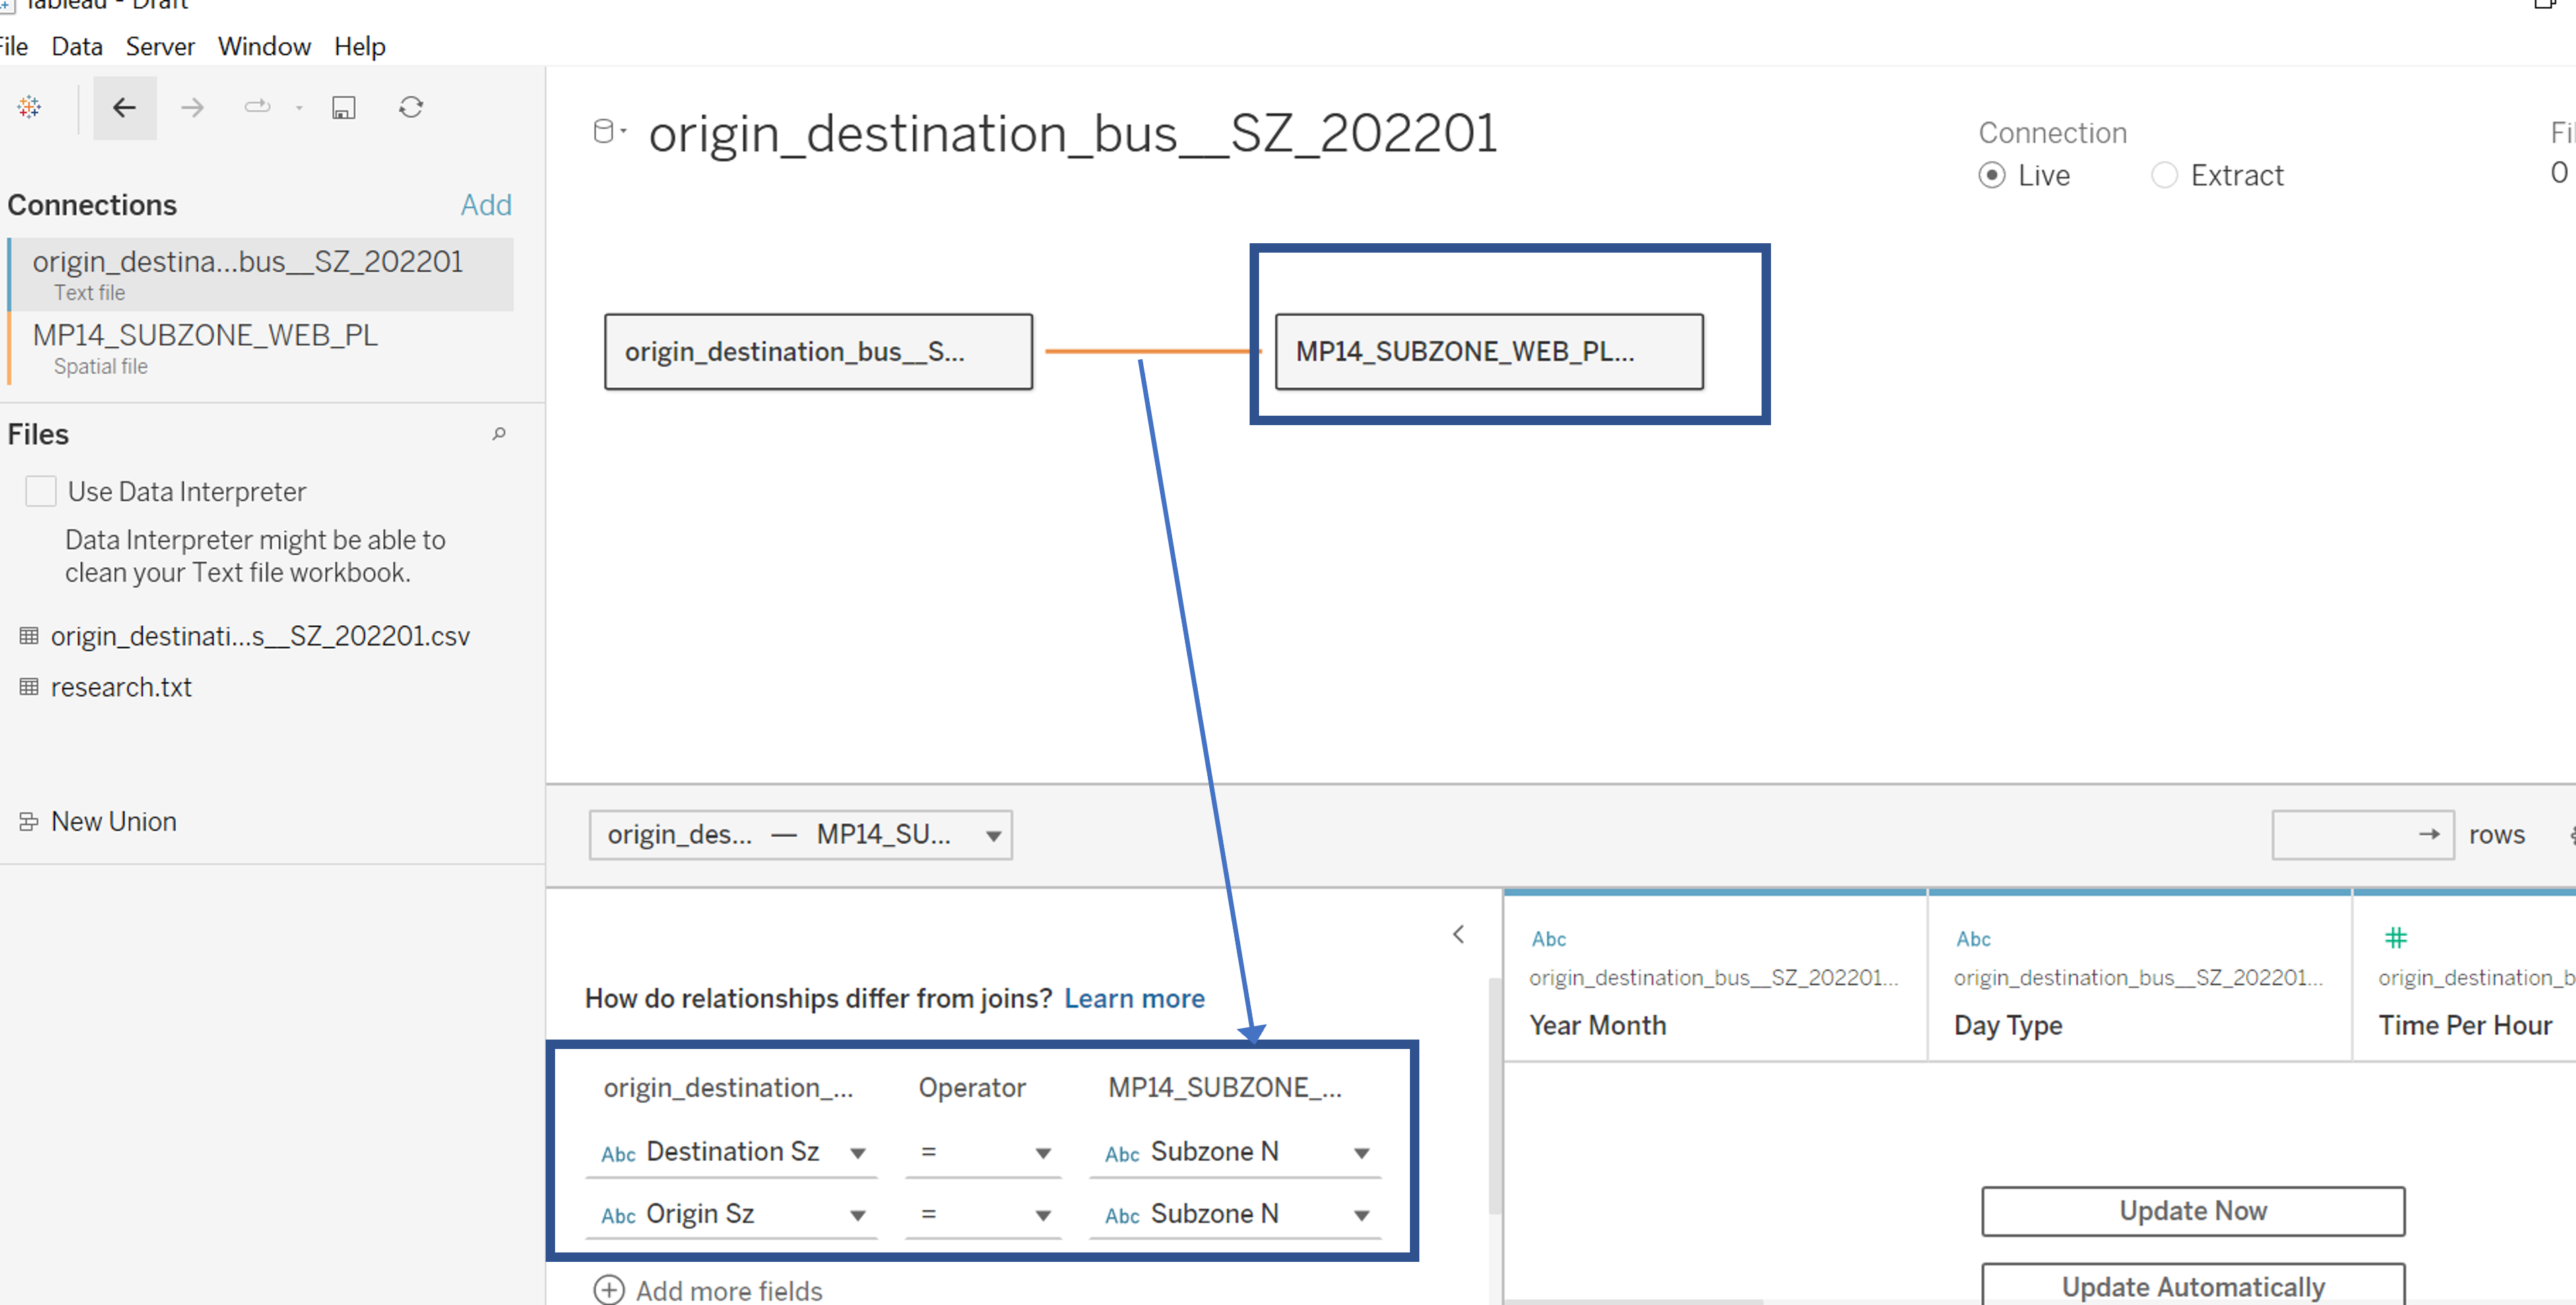 Tableau - Draft
File Data Server Window Help
Connections Add
origin_destina...bus__SZ_202201
Text file
MP14_SUBZONE_WEB_PL
Spatial file
Files
Use Data Interpreter
Data Interpreter might be able to
clean your Text file workbook.
origin_destinati...s__SZ_202201.csv
research.txt
New Union
origin_destination_bus__SZ_202201
Connection
Live Extract
Fil
0
origin_destination_bus__S...
MP14_SUBZONE_WEB_PL...
origin_des... — MP14_SU...
rows
How do relationships differ from joins? Learn more
origin_destination_... Operator MP14_SUBZONE_...
Abc Destination Sz = Abc Subzone N
Abc Origin Sz = Abc Subzone N
Add more fields
Abc
origin_destination_bus__SZ_202201...
Year Month
Abc
origin_destination_bus__SZ_202201...
Day Type
#
origin_destination_b
Time Per Hour
Update Now
Update Automatically